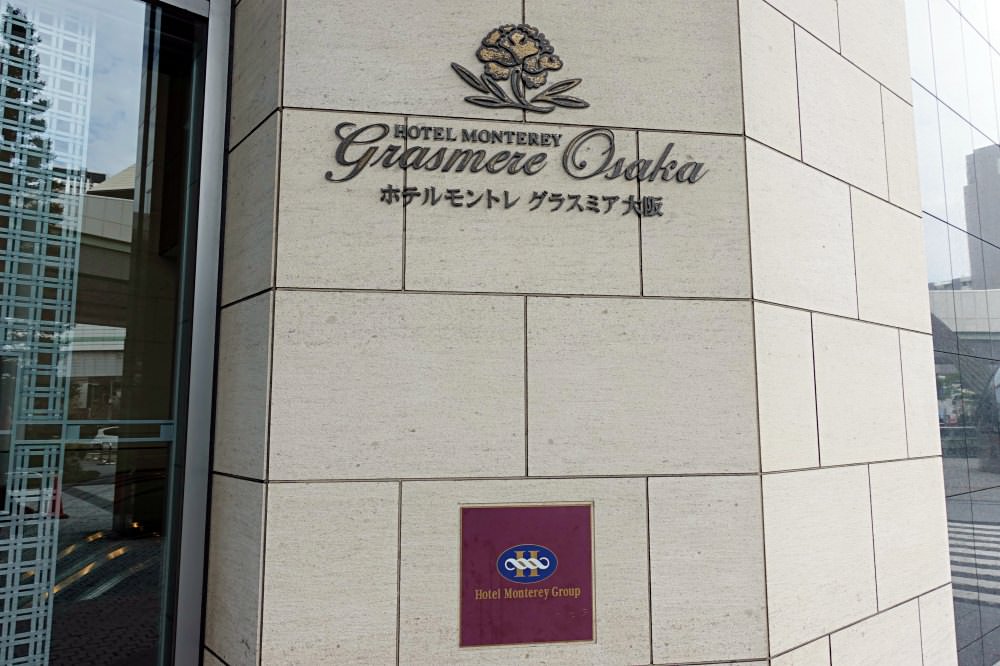 HOTEL MONTEREY
Grasmere Osaka
ホテルモントレ グラスミア大阪
H
Hotel Monterey Group